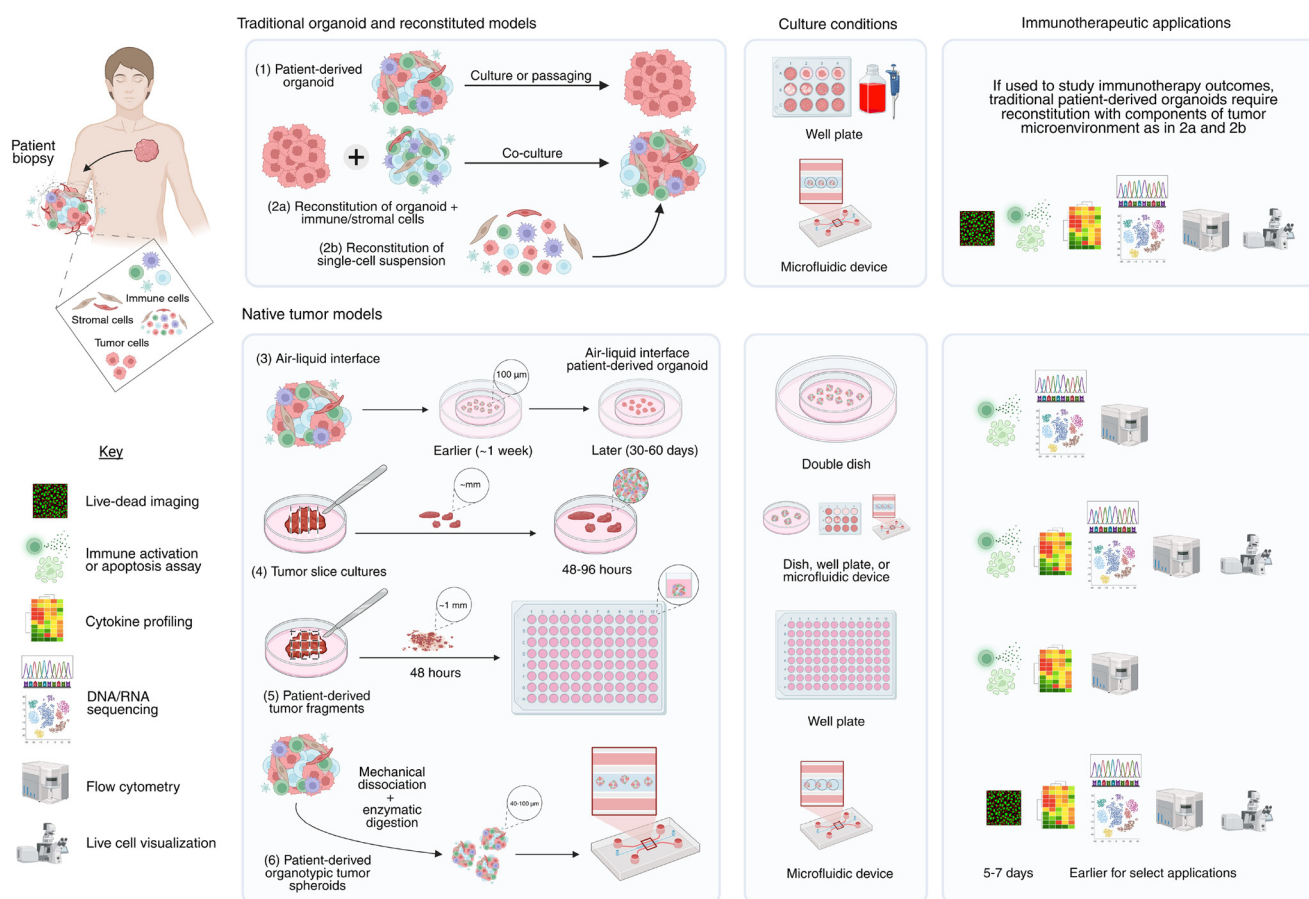 Traditional organoid and reconstituted models
Culture conditions
Immunotherapeutic applications
Patient
biopsy
Immune cells
Stromal cells
Tumor cells
(1) Patient-derived
organoid
Culture or passaging
+
Co-culture
(2a) Reconstitution of organoid +
immune/stromal cells
(2b) Reconstitution of
single-cell suspension
Well plate
Microfluidic device
If used to study immunotherapy outcomes,
traditional patient-derived organoids require
reconstitution with components of tumor
microenvironment as in 2a and 2b
Native tumor models
(3) Air-liquid interface
100 µm
Earlier (~1 week)
Air-liquid interface
patient-derived organoid
Later (30-60 days)
Double dish
~mm
(4) Tumor slice cultures
48-96 hours
Dish, well plate, or
microfluidic device
~1 mm
48 hours
(5) Patient-derived
tumor fragments
Well plate
Mechanical
dissociation
+
enzymatic
digestion
40-100 µm
(6) Patient-derived
organotypic tumor
spheroids
Microfluidic device
5-7 days
Earlier for select applications
Key
Live-dead imaging
Immune activation
or apoptosis assay
Cytokine profiling
DNA/RNA
sequencing
Flow cytometry
Live cell visualization